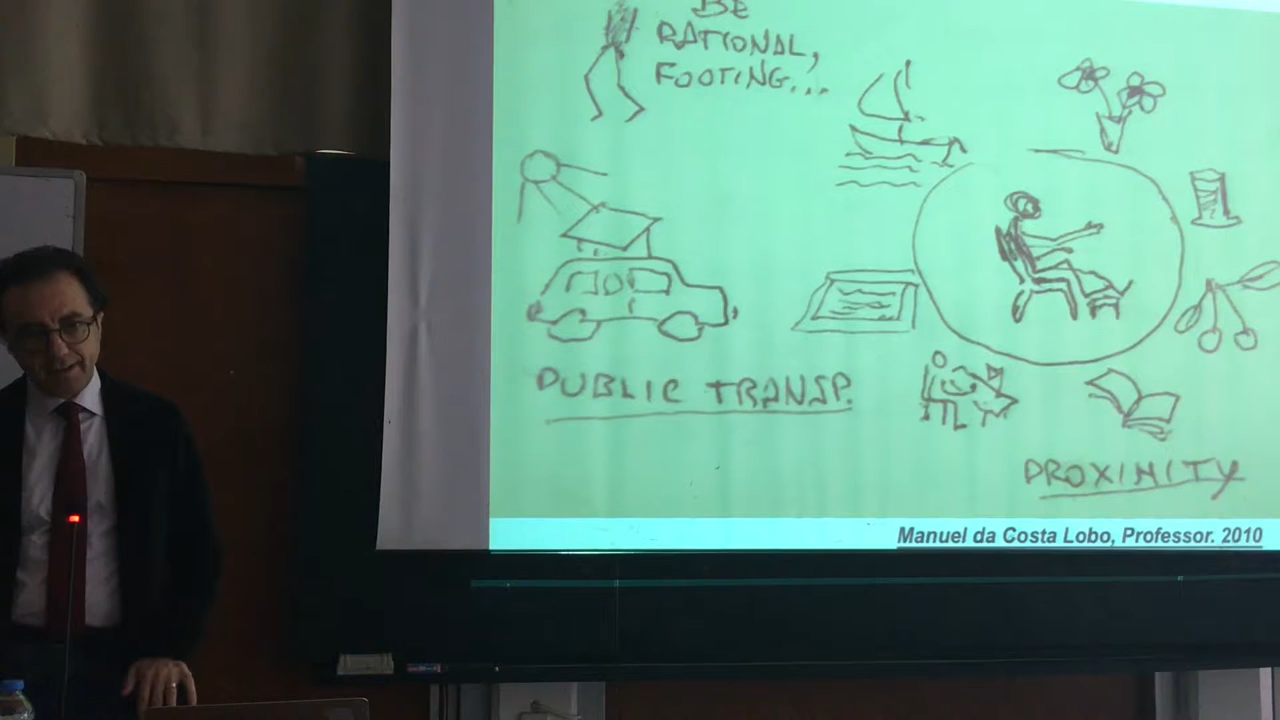 BE
RATIONAL,
FOOTING...
PUBLIC TRANSP.
PROXIMITY
Manuel da Costa Lobo, Professor. 2010